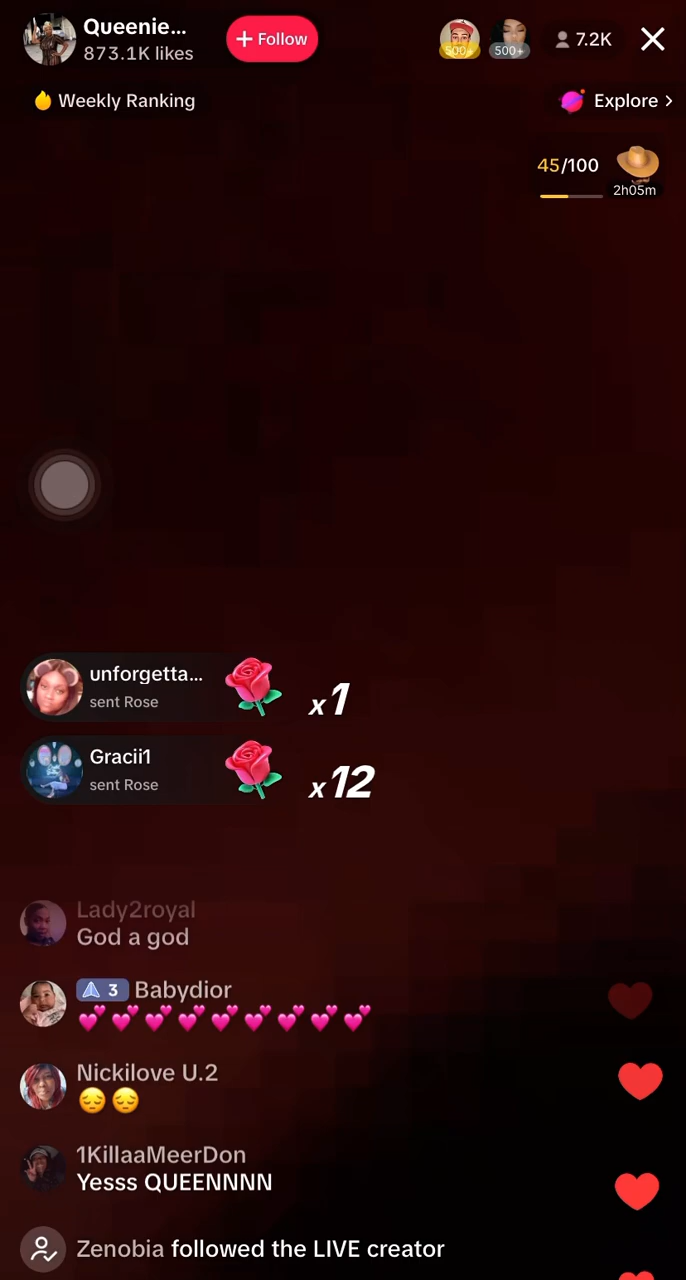 Queenie...
873.1K likes
+ Follow
500+
500+
7.2K
Weekly Ranking
Explore >
45/100
2h05m
unforgetta...
sent Rose
x1
Gracii1
sent Rose
x12
Lady2royal
God a god
3 Babydior
💕💕💕💕💕💕💕💕💕
Nickilove U.2
😔😔
1KillaaMeerDon
Yesss QUEENNNN
Zenobia followed the LIVE creator